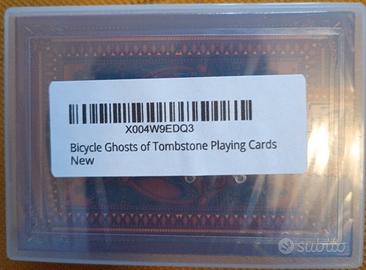 X004W9EDQ3
Bicycle Ghosts of Tombstone Playing Cards
New
subito